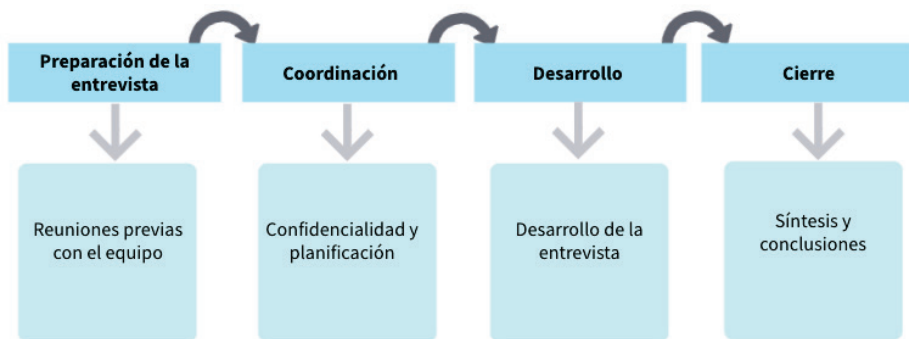 Preparación de la
entrevista
Coordinación
Desarrollo
Cierre
Reuniones previas
con el equipo
Confidencialidad y
planificación
Desarrollo de la
entrevista
Síntesis y
conclusiones